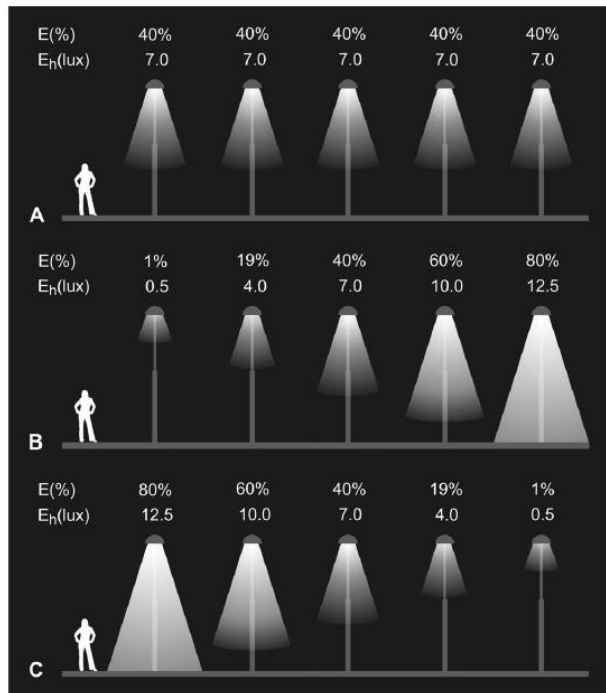 E(%) 40% 40% 40% 40% 40%
Eh(lux) 7.0 7.0 7.0 7.0 7.0
A
E(%) 1% 19% 40% 60% 80%
Eh(lux) 0.5 4.0 7.0 10.0 12.5
B
E(%) 80% 60% 40% 19% 1%
Eh(lux) 12.5 10.0 7.0 4.0 0.5
C